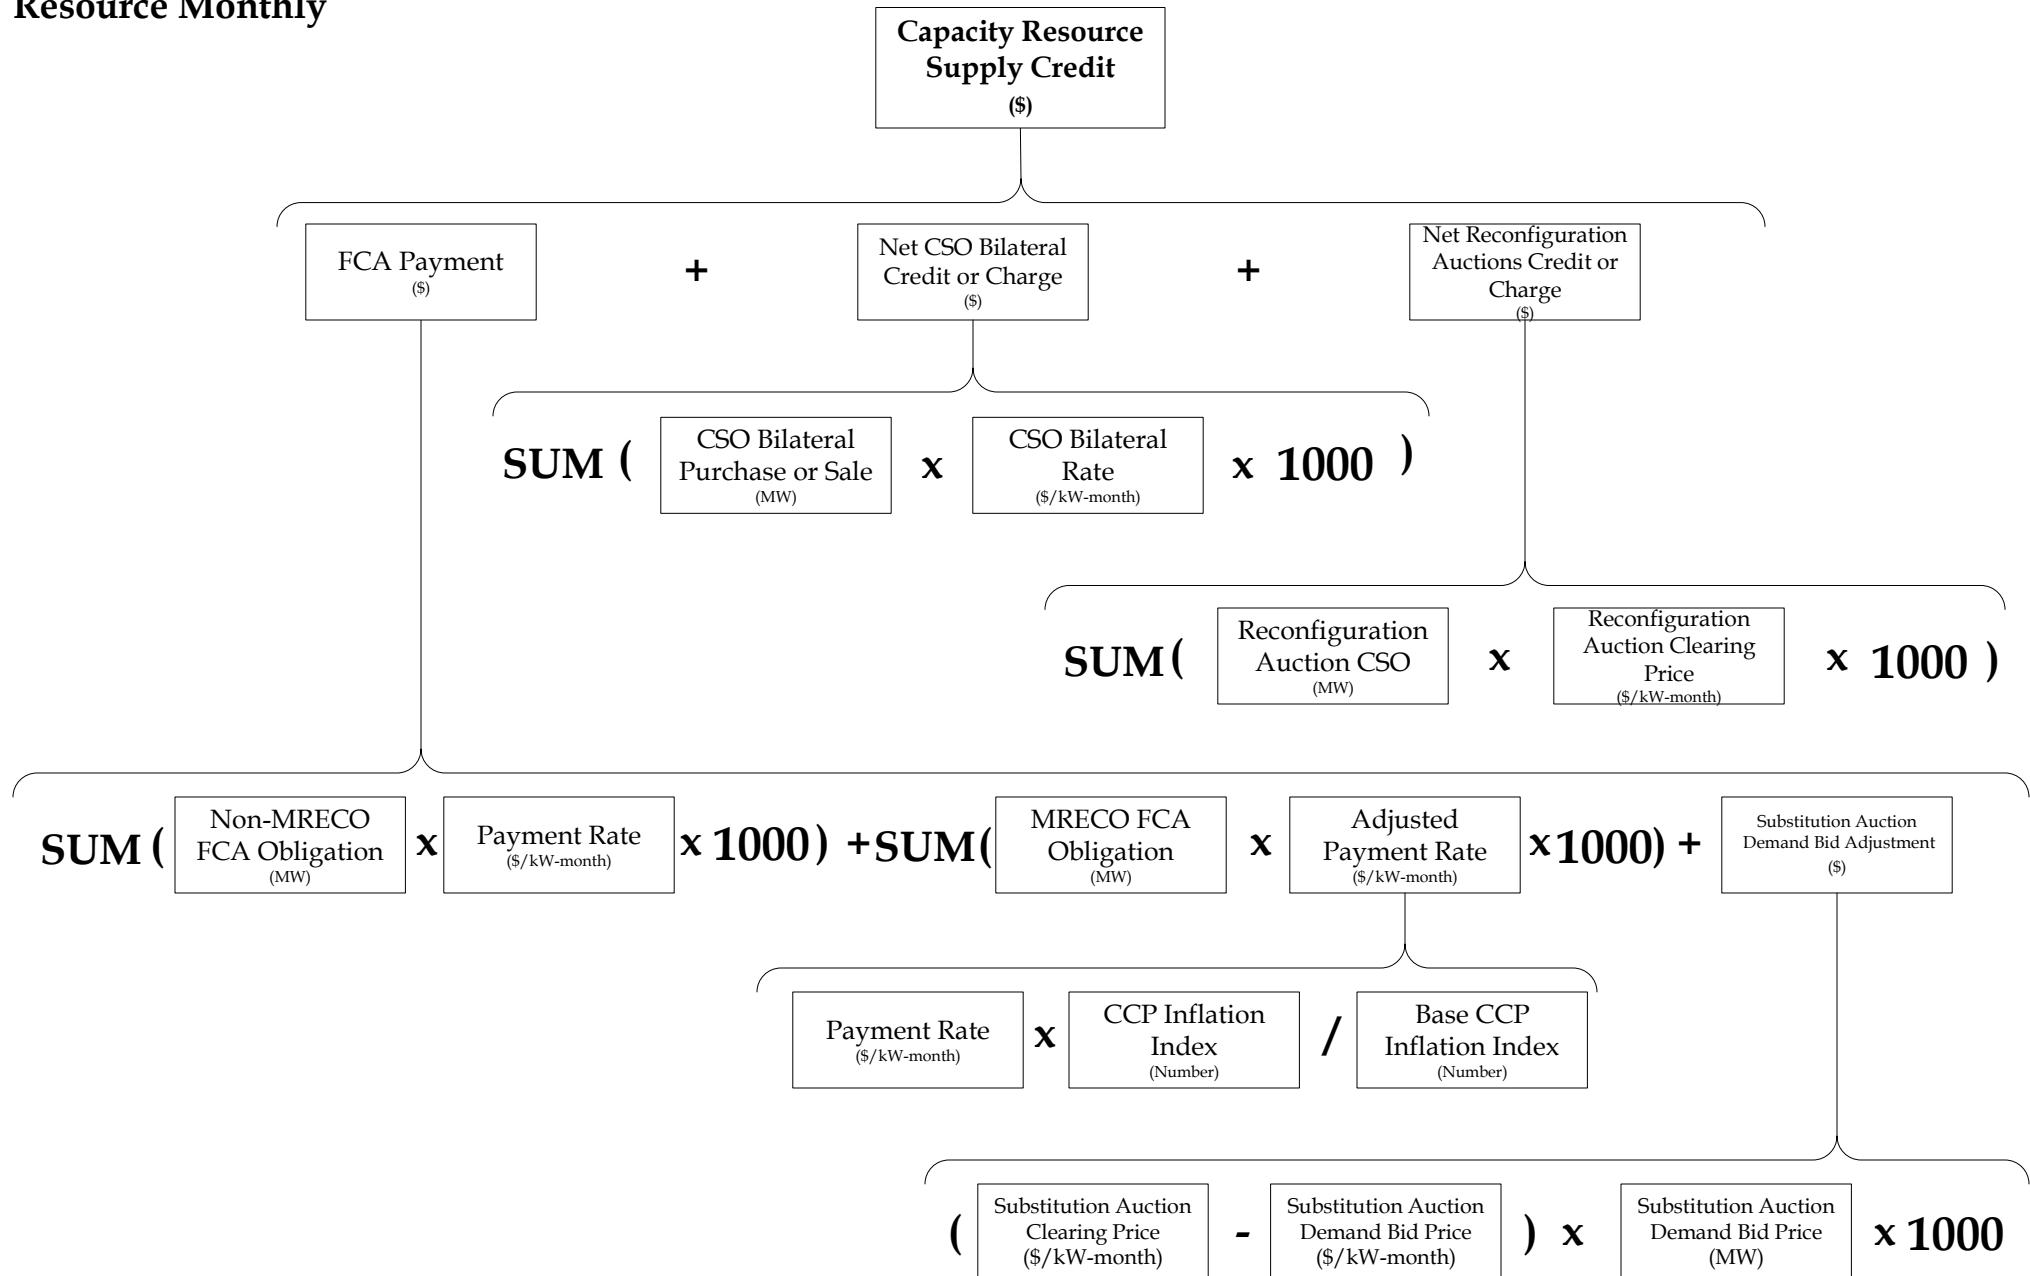 Resource Monthly
Capacity Resource
Supply Credit
($)
FCA Payment
($)
+
Net CSO Bilateral
Credit or Charge
($)
+
Net Reconfiguration
Auctions Credit or
Charge
($)
SUM (
CSO Bilateral
Purchase or Sale
(MW)
x
CSO Bilateral
Rate
($/kW-month)
x 1000 )
SUM (
Reconfiguration
Auction CSO
(MW)
x
Reconfiguration
Auction Clearing
Price
($/kW-month)
x 1000 )
SUM (
Non-MRECO
FCA Obligation
(MW)
x
Payment Rate
($/kW-month)
x 1000 ) + SUM (
MRECO FCA
Obligation
(MW)
x
Adjusted
Payment Rate
($/kW-month)
x 1000 ) +
Substitution Auction
Demand Bid Adjustment
($)
Payment Rate
($/kW-month)
x
CCP Inflation
Index
(Number)
/
Base CCP
Inflation Index
(Number)
(
Substitution Auction
Clearing Price
($/kW-month)
-
Substitution Auction
Demand Bid Price
($/kW-month)
) x
Substitution Auction
Demand Bid Price
(MW)
x 1000